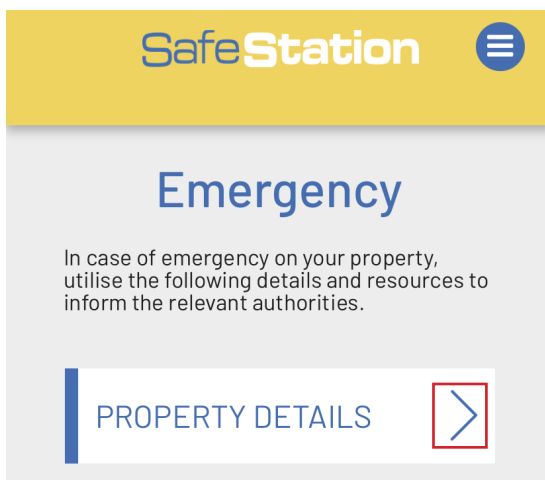 SafeStation
Emergency
In case of emergency on your property,
utilise the following details and resources to
inform the relevant authorities.
PROPERTY DETAILS